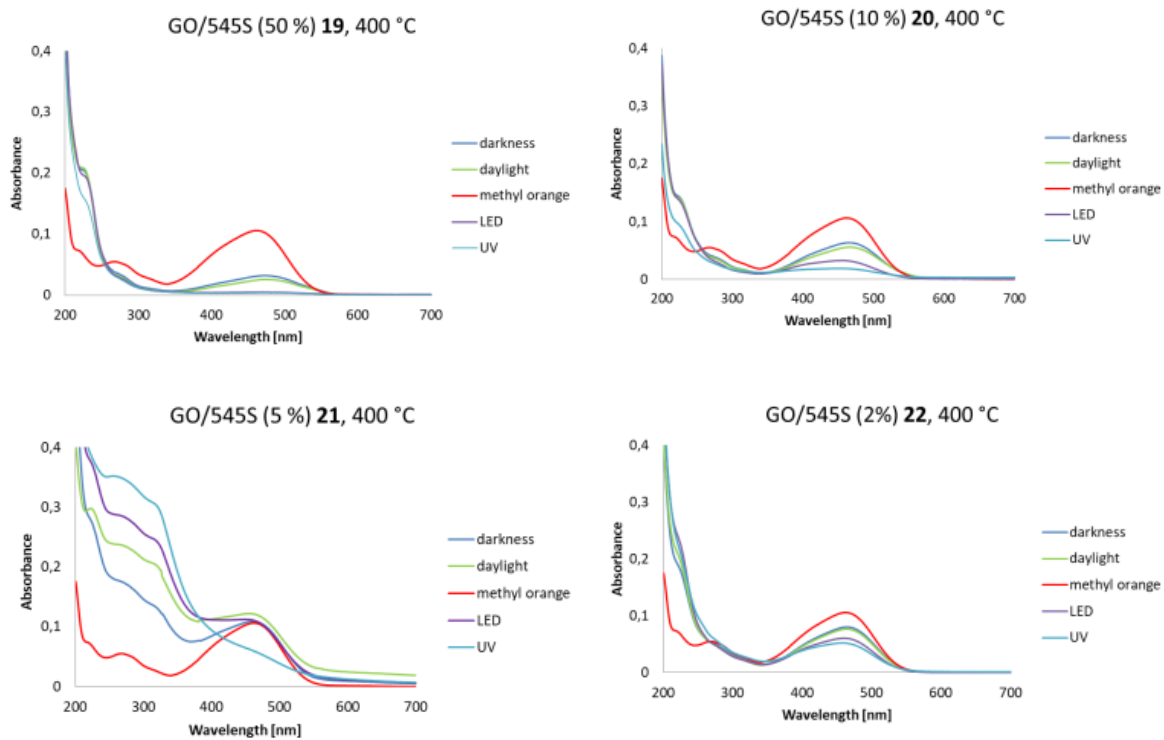 GO/545S (50 %) 19, 400 °C
0,4
0,3
0,2
0,1
0
Absorbance
200 300 400 500 600 700
Wavelength [nm]
darkness
daylight
methyl orange
LED
UV
GO/545S (10 %) 20, 400 °C
0,4
0,3
0,2
0,1
0
Absorbance
200 300 400 500 600 700
Wavelength [nm]
darkness
daylight
methyl orange
LED
UV
GO/545S (5 %) 21, 400 °C
0,4
0,3
0,2
0,1
0
Absorbance
200 300 400 500 600 700
Wavelength [nm]
darkness
daylight
methyl orange
LED
UV
GO/545S (2%) 22, 400 °C
0,4
0,3
0,2
0,1
0
Absorbance
200 300 400 500 600 700
Wavelength [nm]
darkness
daylight
methyl orange
LED
UV